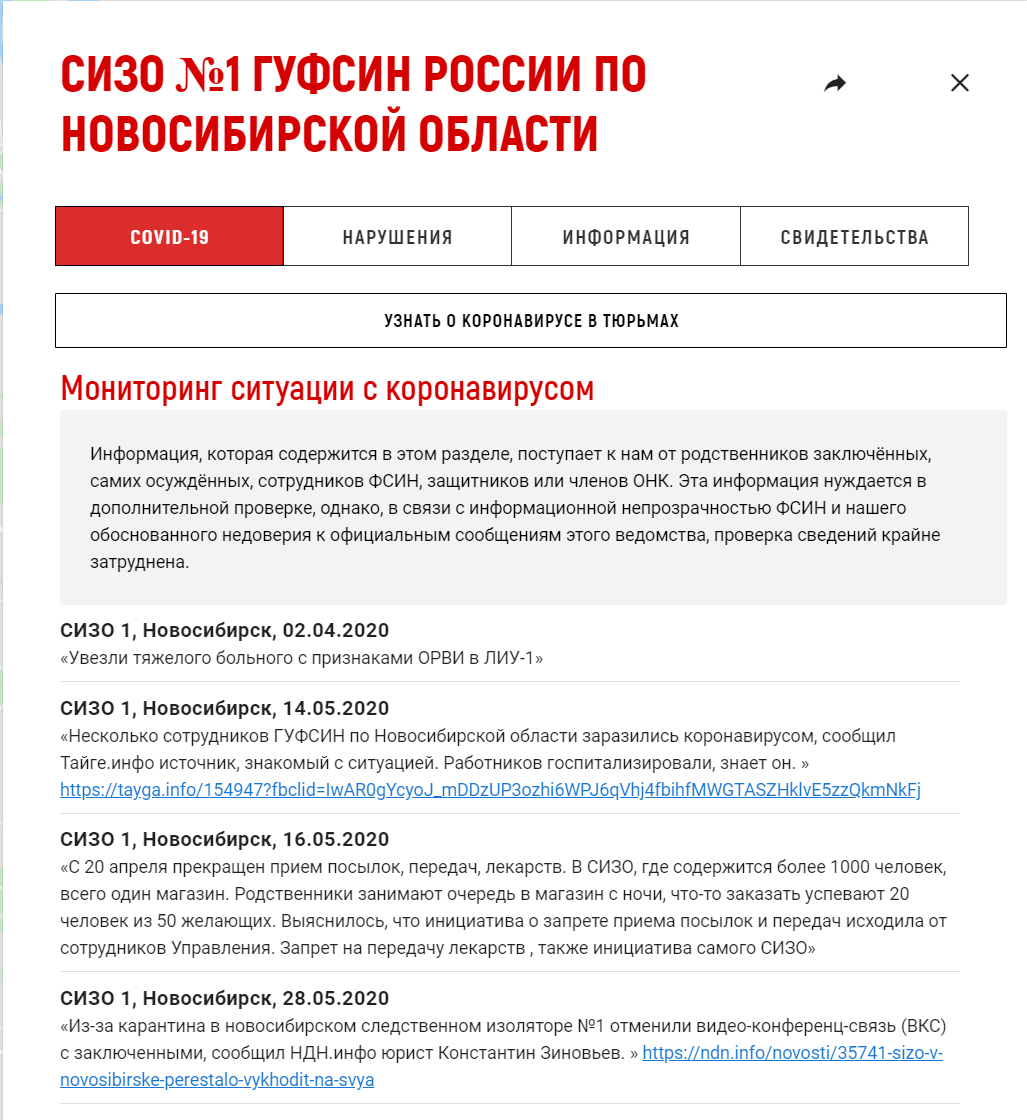 СИЗО №1 ГУФСИН РОССИИ ПО
НОВОСИБИРСКОЙ ОБЛАСТИ
COVID-19
НАРУШЕНИЯ
ИНФОРМАЦИЯ
СВИДЕТЕЛЬСТВА
УЗНАТЬ О КОРОНАВИРУСЕ В ТЮРЬМАХ
Мониторинг ситуации с коронавирусом
Информация, которая содержится в этом разделе, поступает к нам от родственников заключённых,
самих осуждённых, сотрудников ФСИН, защитников или членов ОНК. Эта информация нуждается в
дополнительной проверке, однако, в связи с информационной непрозрачностью ФСИН и нашего
обоснованного недоверия к официальным сообщениям этого ведомства, проверка сведений крайне
затруднена.
СИЗО 1, Новосибирск, 02.04.2020
«Увезли тяжелого больного с признаками ОРВИ в ЛИУ-1»
СИЗО 1, Новосибирск, 14.05.2020
«Несколько сотрудников ГУФСИН по Новосибирской области заразились коронавирусом, сообщил
Тайге.инфо источник, знакомый с ситуацией. Работников госпитализировали, знает он. »
https://tayga.info/154947?fbclid=IwAR0gYcyoJ_mDDzUP3ozhi6WPJ6qVhj4fbihfMWGTASZHklvE5zzQkmNkFj
СИЗО 1, Новосибирск, 16.05.2020
«С 20 апреля прекращен прием посылок, передач, лекарств. В СИЗО, где содержится более 1000 человек,
всего один магазин. Родственники занимают очередь в магазин с ночи, что-то заказать успевают 20
человек из 50 желающих. Выяснилось, что инициатива о запрете приема посылок и передач исходила от
сотрудников Управления. Запрет на передачу лекарств , также инициатива самого СИЗО»
СИЗО 1, Новосибирск, 28.05.2020
«Из-за карантина в новосибирском следственном изоляторе №1 отменили видео-конференц-связь (ВКС)
с заключенными, сообщил НДН.инфо юрист Константин Зиновьев. » https://ndn.info/novosti/35741-sizo-v-
novosibirske-perestalo-vykhodit-na-svya